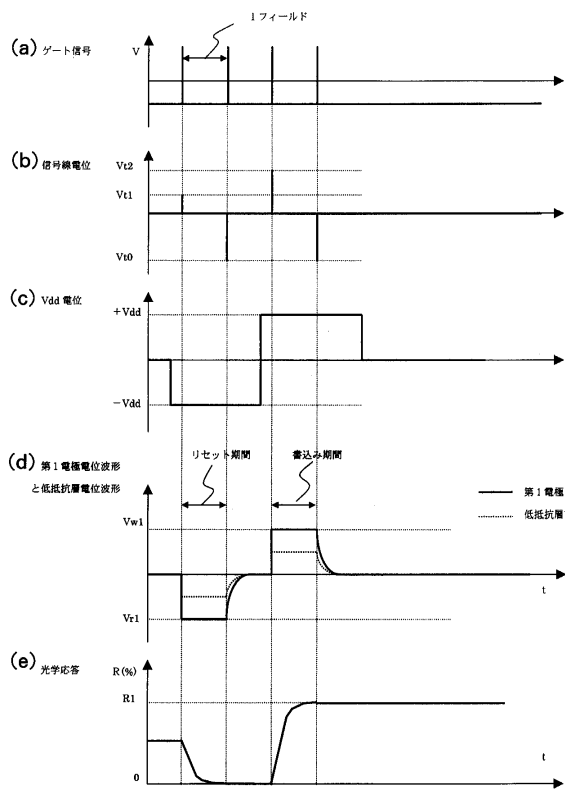 1フィールド
(a) ゲート信号
V
(b) 信号線電位
Vt2
Vt1
Vt0
(c) Vdd 電位
+Vdd
-Vdd
リセット期間
書込み期間
(d) 第1電極電位波形
と低抵抗層電位波形
第1電極
低抵抗層
Vw1
t
Vr1
(e) 光学応答
R(%)
R1
t
0